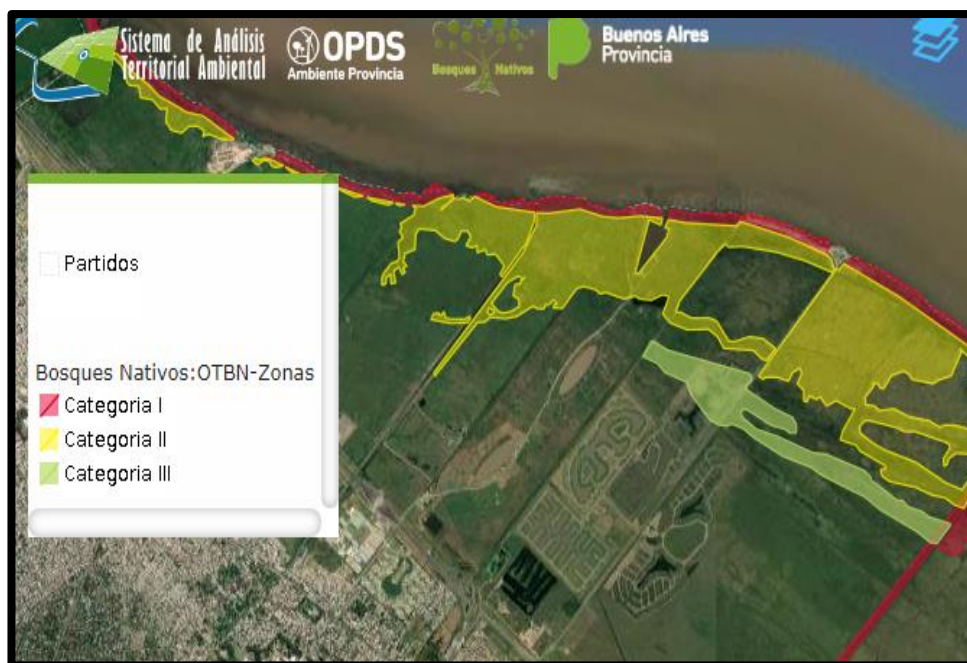 Sistema de Análisis
Territorial Ambiental
OPDS
Ambiente Provincia
Bosques Nativos
Buenos Aires
Provincia
Partidos
Bosques Nativos:OTBN-Zonas
Categoria I
Categoria II
Categoria III